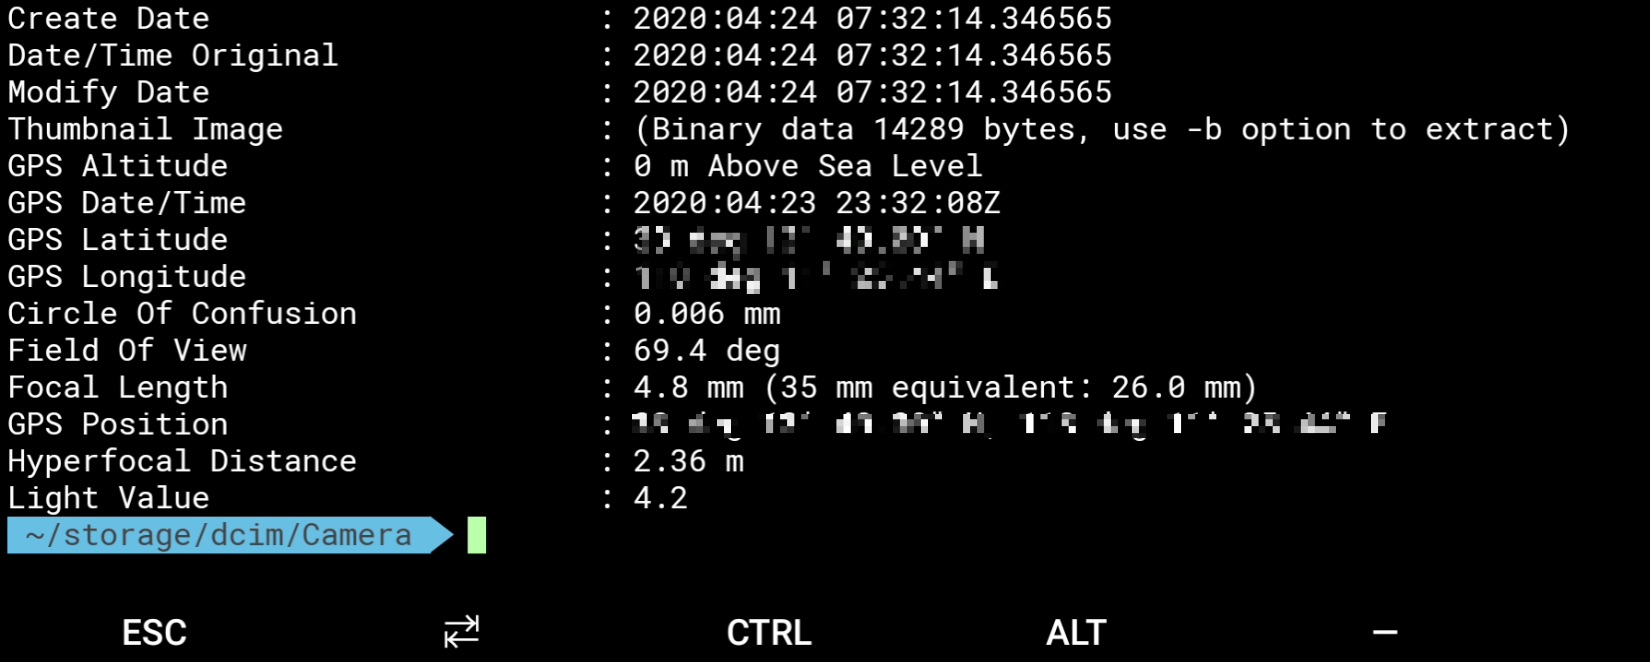 Create Date : 2020:04:24 07:32:14.346565
Date/Time Original : 2020:04:24 07:32:14.346565
Modify Date : 2020:04:24 07:32:14.346565
Thumbnail Image : (Binary data 14289 bytes, use -b option to extract)
GPS Altitude : 0 m Above Sea Level
GPS Date/Time : 2020:04:23 23:32:08Z
GPS Latitude :
GPS Longitude :
Circle Of Confusion : 0.006 mm
Field Of View : 69.4 deg
Focal Length : 4.8 mm (35 mm equivalent: 26.0 mm)
GPS Position :
Hyperfocal Distance : 2.36 m
Light Value : 4.2
~/storage/dcim/Camera
ESC ⇄ CTRL ALT —